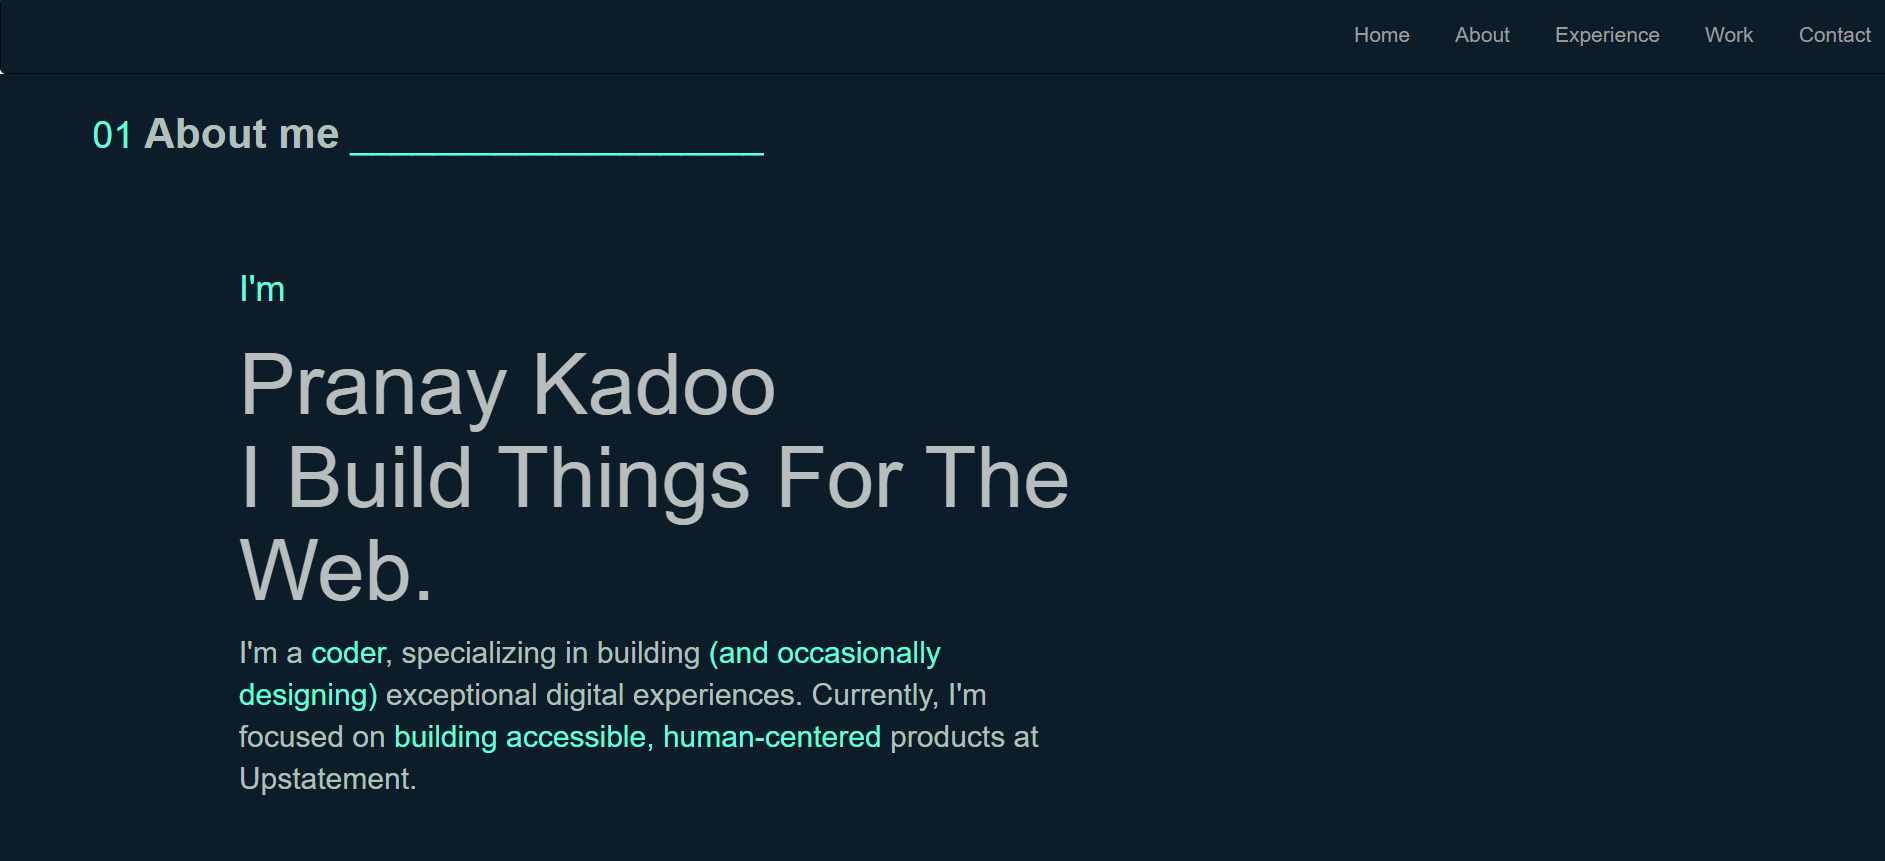 Home About Experience Work Contact
01 About me ____________________
I'm
Pranay Kadoo
I Build Things For The
Web.
I'm a coder, specializing in building (and occasionally
designing) exceptional digital experiences. Currently, I'm
focused on building accessible, human-centered products at
Upstatement.